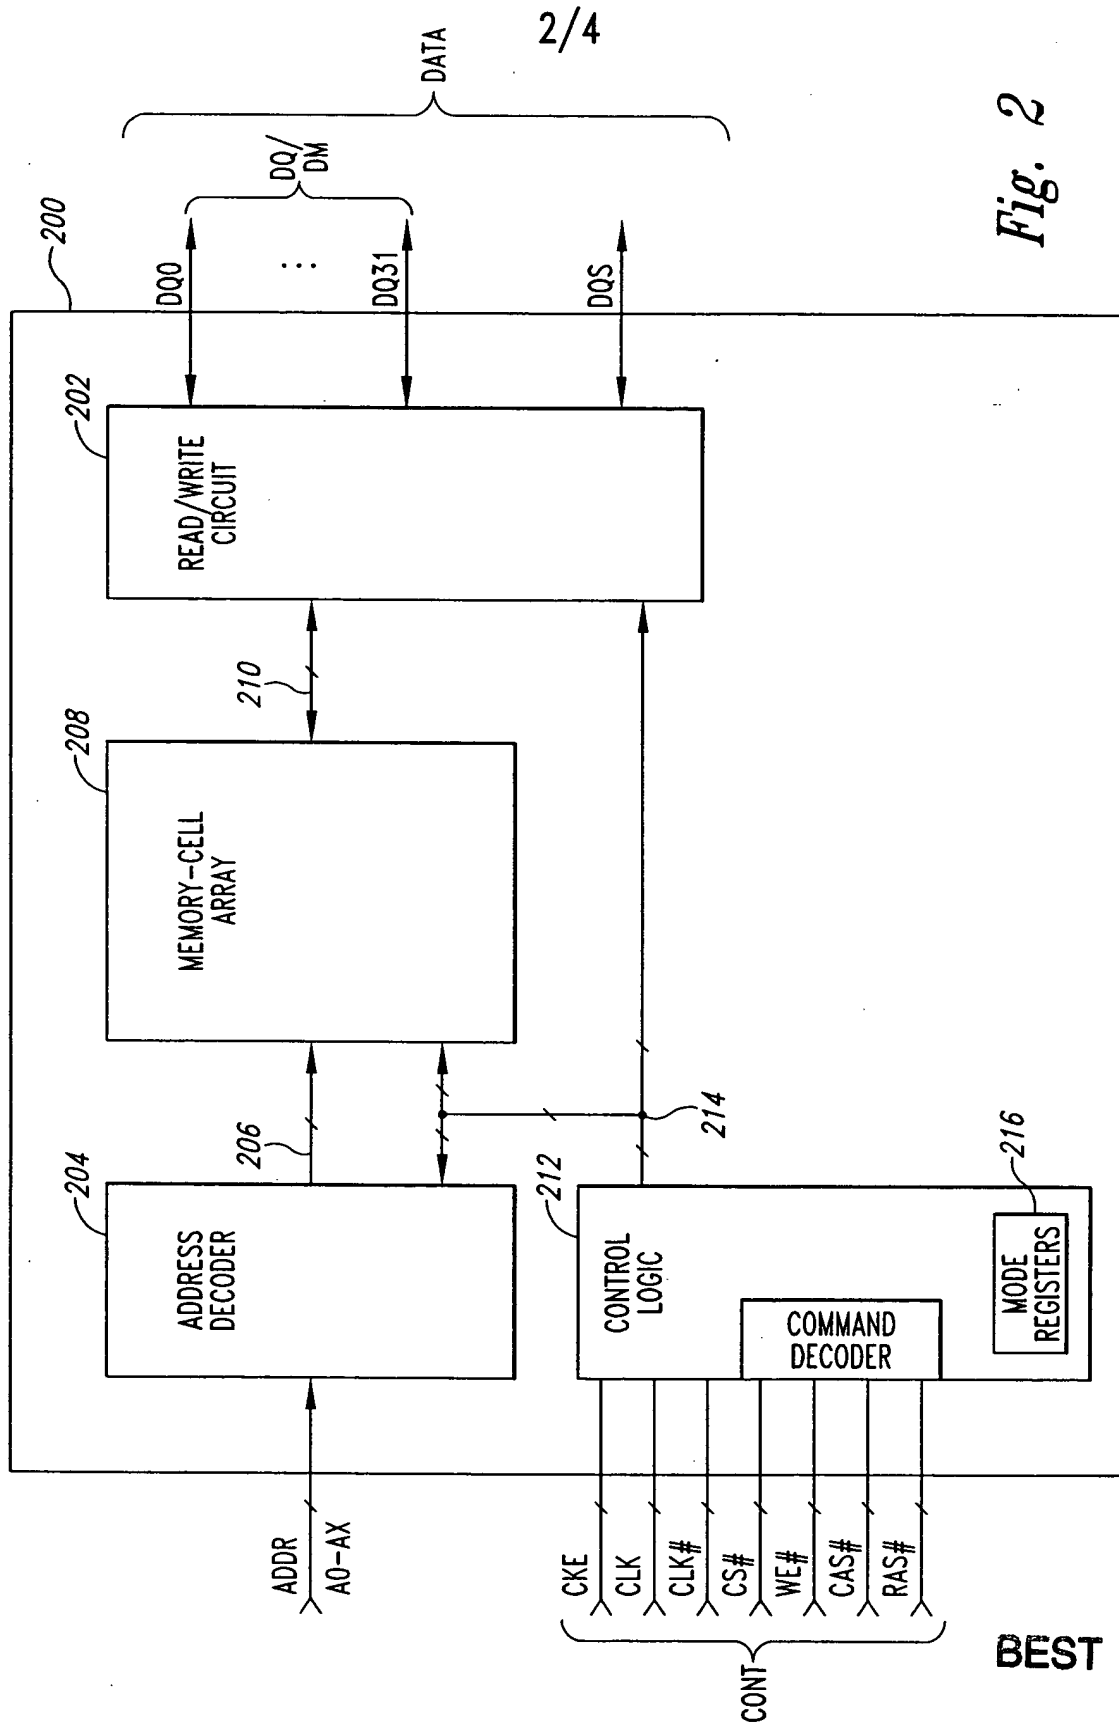 2/4
200
202
208
204
ADDRESS
DECODER
MEMORY-CELL
ARRAY
READ/WRITE
CIRCUIT
206
210
ADDR
A0-AX
DQ0
...
DQ31
DQS
DQ/
DM
DATA
CONT
CKE
CLK
CLK#
CS#
WE#
CAS#
RAS#
212
CONTROL
LOGIC
COMMAND
DECODER
MODE
REGISTERS
214
216
Fig. 2
BEST